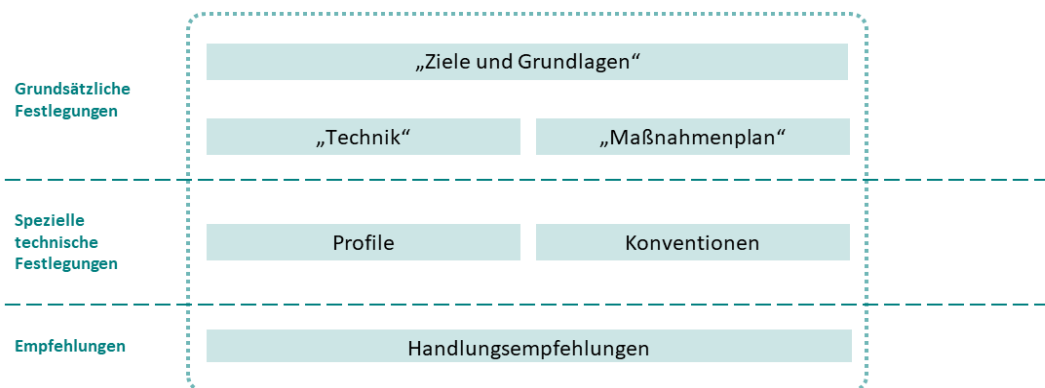 „Ziele und Grundlagen“
Grundsätzliche
Festlegungen
„Technik“
„Maßnahmenplan“
Spezielle
technische
Festlegungen
Profile
Konventionen
Empfehlungen
Handlungsempfehlungen